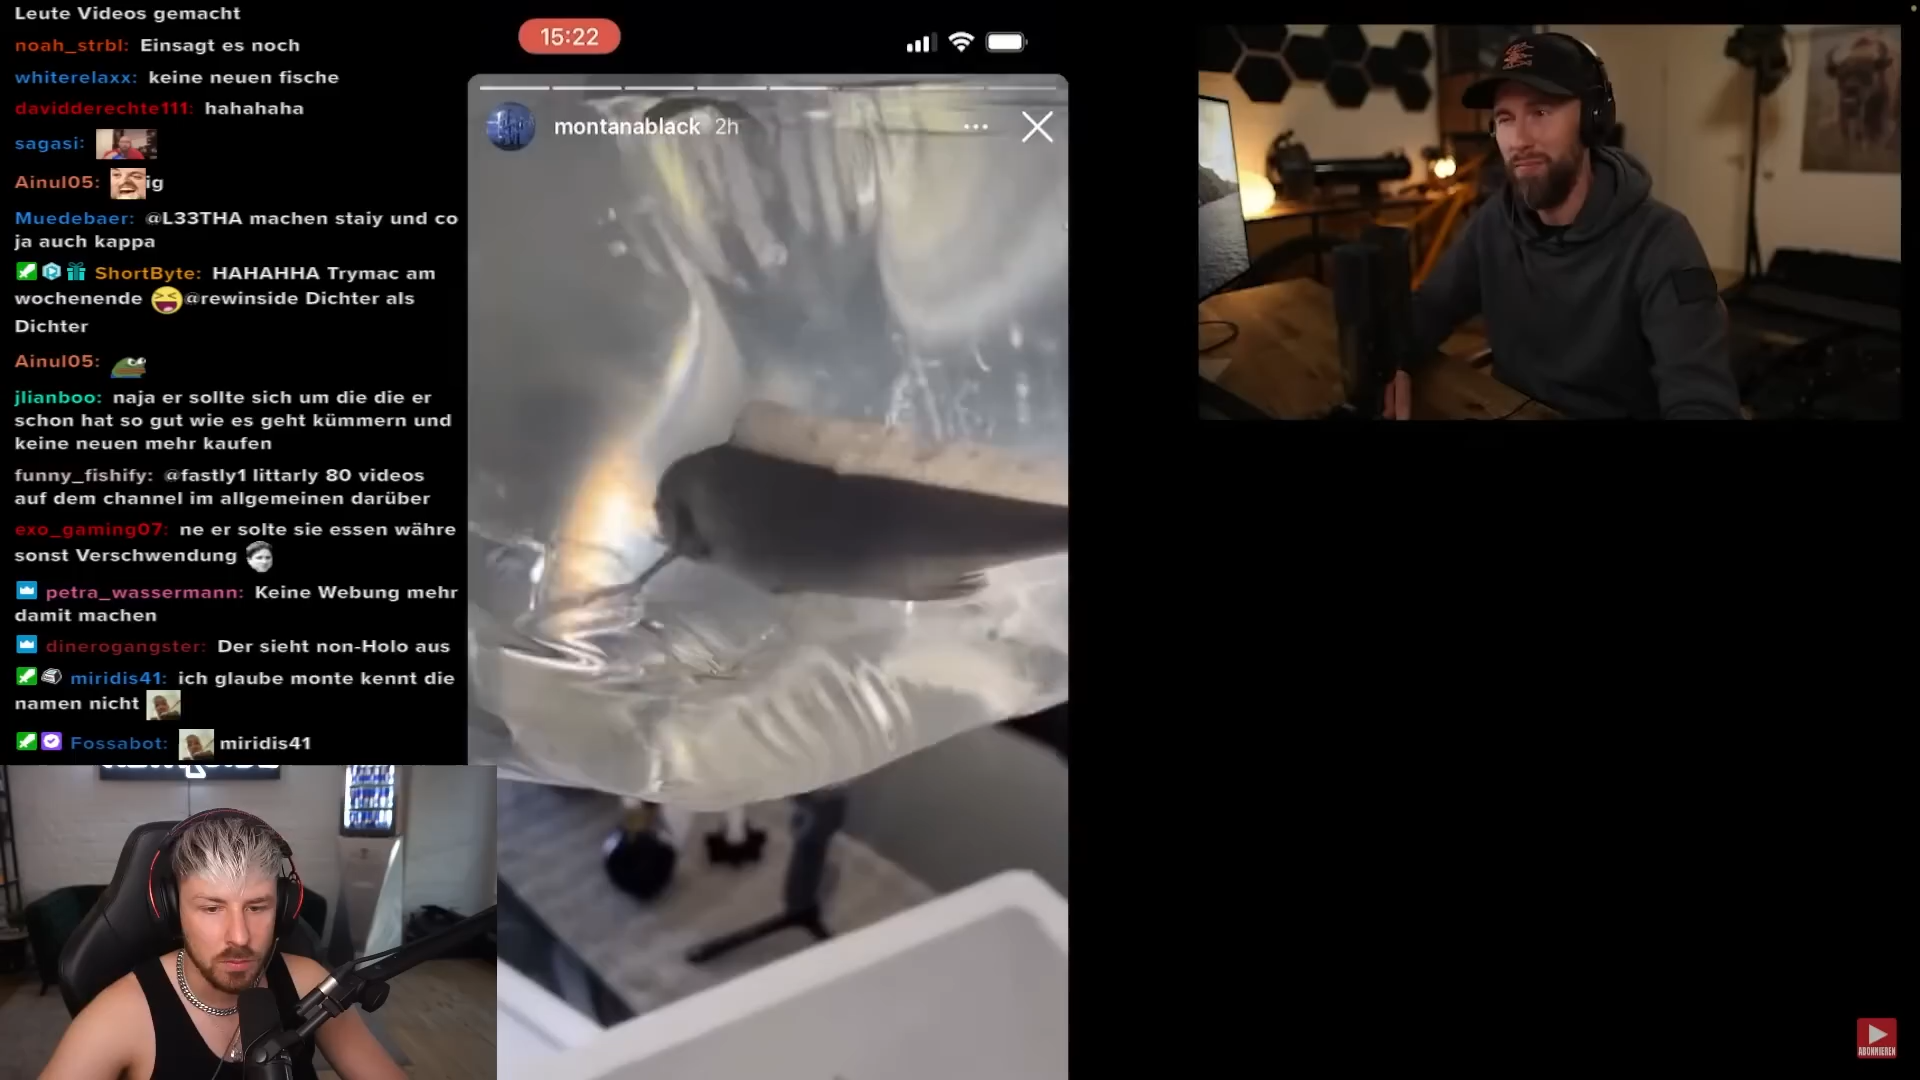 Leute Videos gemacht
noah_strbl: Einsagt es noch
whiterelaxx: keine neuen fische
davidderechte111: hahahaha
sagasi:
Ainul05: ig
Muedebaer: @L33THA machen staiy und co
ja auch kappa
ShortByte: HAHAHHA Trymac am
wochenende @rewinside Dichter als
Dichter
Ainul05:
jlianboo: naja er sollte sich um die die er
schon hat so gut wie es geht kümmern und
keine neuen mehr kaufen
funny_fishify: @fastly1 littarly 80 videos
auf dem channel im allgemeinen darüber
exo_gaming07: ne er solte sie essen währe
sonst Verschwendung
petra_wassermann: Keine Webung mehr
damit machen
dinerogangster: Der sieht non-Holo aus
miridis41: ich glaube monte kennt die
namen nicht
Fossabot: miridis41
15:22
montanablack 2h
ABONNIEREN